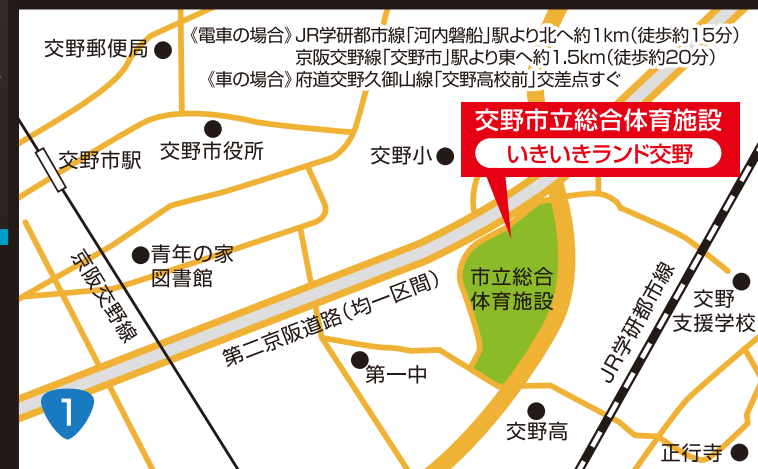 《電車の場合》JR学研都市線「河内磐船」駅より北へ約1km(徒歩約15分)
京阪交野線「交野市」駅より東へ約1.5km(徒歩約20分)
《車の場合》府道交野久御山線「交野高校前」交差点すぐ
交野郵便局
交野市立総合体育施設
いきいきランド交野
交野市駅
交野市役所
交野小
青年の家
図書館
京阪交野線
第二京阪道路(均一区間)
市立総合
体育施設
JR学研都市線
交野
支援学校
第一中
1
交野高
正行寺